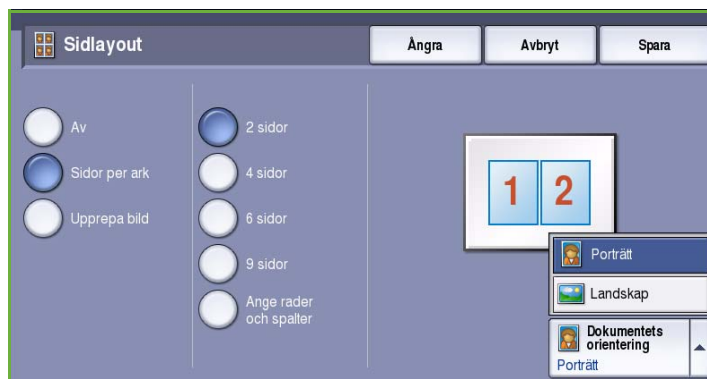 Sidlayout
Ångra
Avbryt
Spara
Av
Sidor per ark
Upprepa bild
2 sidor
4 sidor
6 sidor
9 sidor
Ange rader
och spalter
1 2
Porträtt
Landskap
Dokumentets
orientering
Porträtt